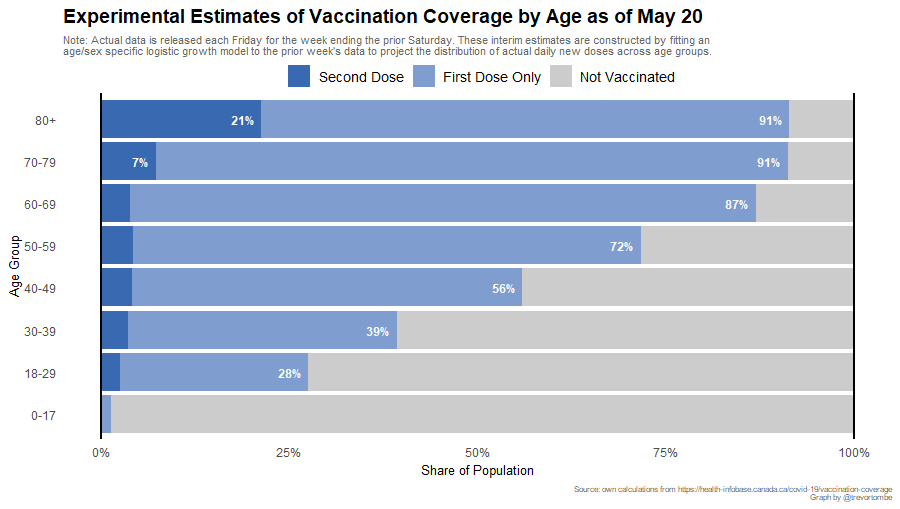 Experimental Estimates of Vaccination Coverage by Age as of May 20
Note: Actual data is released each Friday for the week ending the prior Saturday. These interim estimates are constructed by fitting an
age/sex specific logistic growth model to the prior week's data to project the distribution of actual daily new doses across age groups.
Second Dose First Dose Only Not Vaccinated
80+ 21% 91%
70-79 7% 91%
60-69 87%
50-59 72%
Age Group
40-49 56%
30-39 39%
18-29 28%
0-17
0% 25% 50% 75% 100%
Share of Population
Source: own calculations from https://health-infobase.canada.ca/covid-19/vaccination-coverage
Graph by @trevortombe